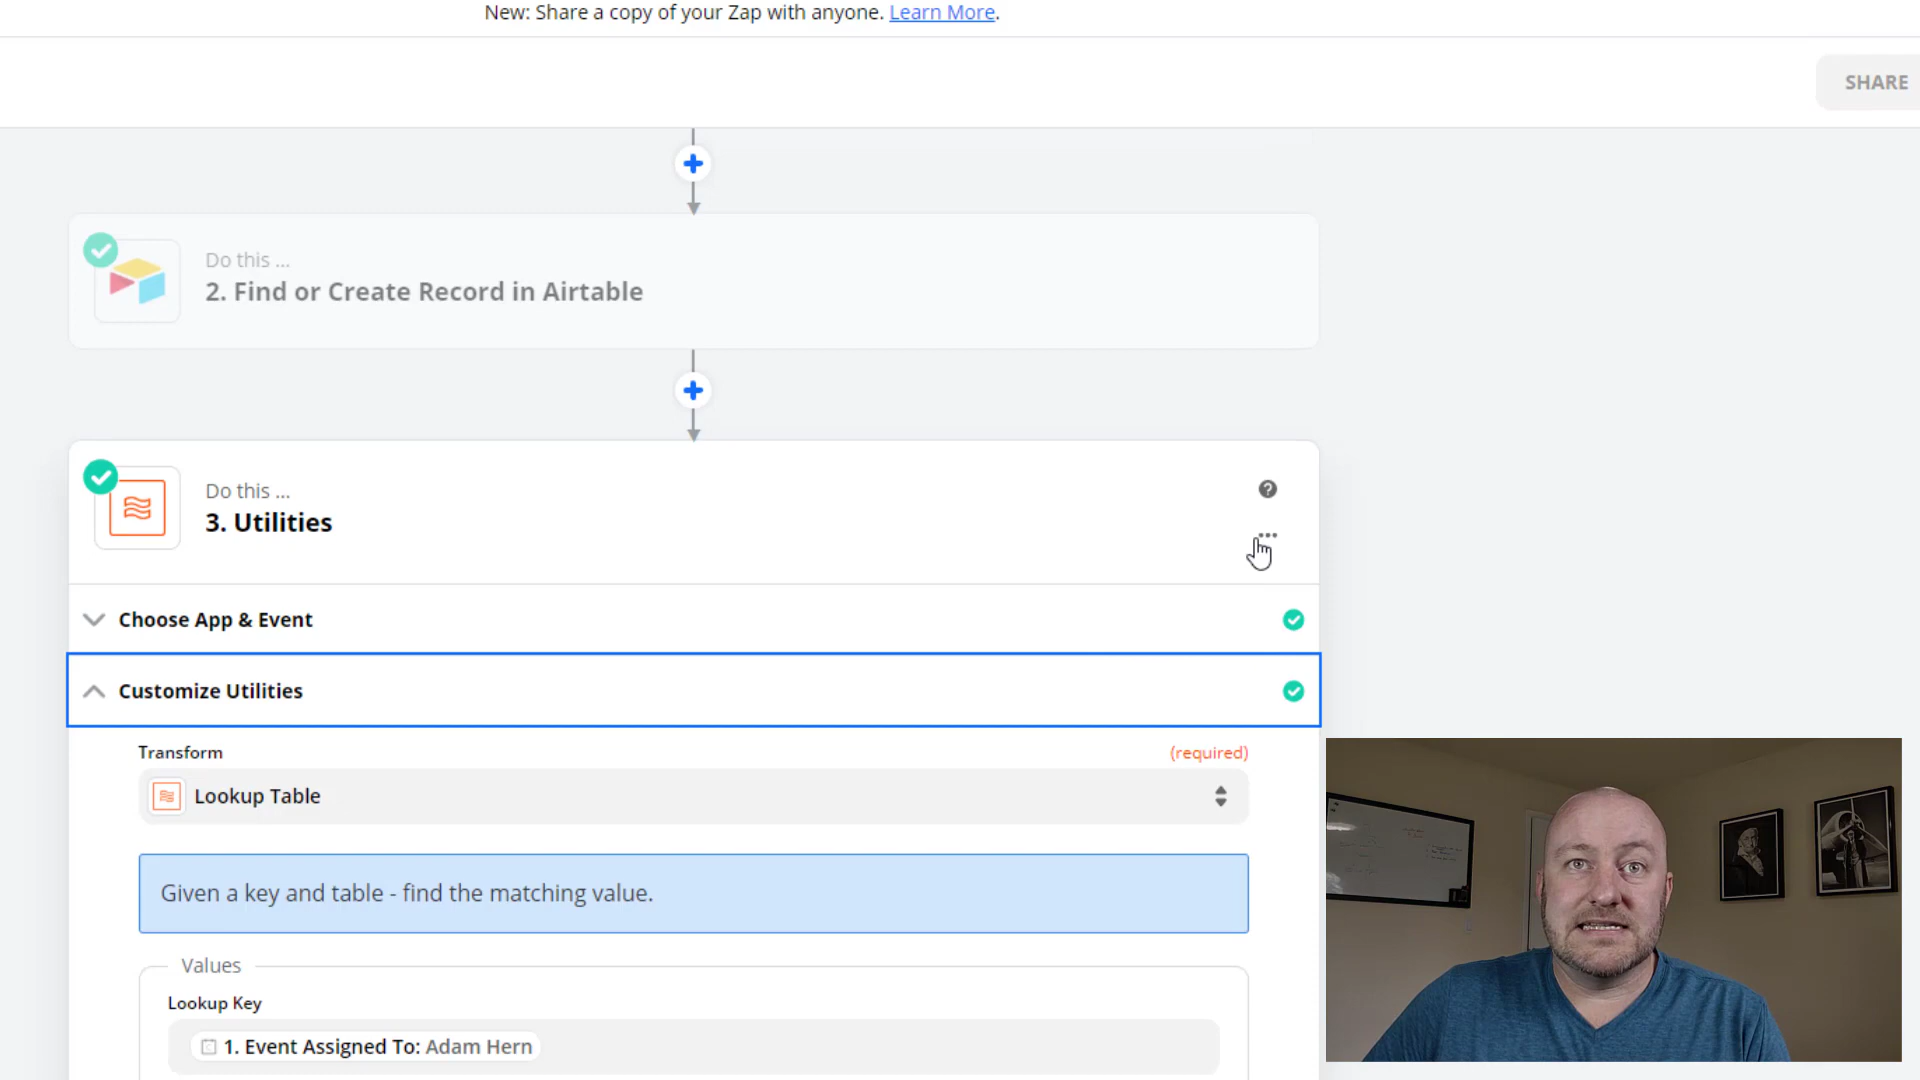 New: Share a copy of your Zap with anyone. Learn More.
SHARE
Do this ...
2. Find or Create Record in Airtable
Do this ...
3. Utilities
Choose App & Event
Customize Utilities
Transform
(required)
Lookup Table
Given a key and table - find the matching value.
Values
Lookup Key
1. Event Assigned To: Adam Hern